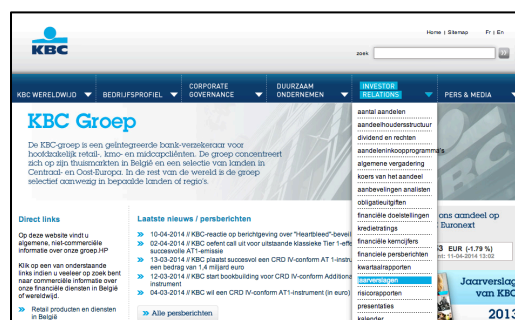 Home | Sitemap Fr | En
KBC
zoek
KBC WERELDWIJD
BEDRIJFSPROFIEL
CORPORATE
GOVERNANCE
DUURZAAM
ONDERNEMEN
INVESTOR
RELATIONS
PERS & MEDIA
KBC Groep
De KBC-groep is een geïntegreerde bank-verzekeraar voor
hoofdzakelijk retail-, kmo- en midcapcliënten. De groep concentreert
zich op zijn thuismarkten in België en een selectie van landen in
Centraal- en Oost-Europa. In de rest van de wereld is de groep
selectief aanwezig in bepaalde landen of regio's.
aantal aandelen
aandeelhoudersstructuur
dividend en rechten
aandeleninkoopprogramma's
algemene vergadering
koers van het aandeel
aanbevelingen analisten
obligatieuitgiften
financiële doelstellingen
kredietratings
financiële kerncijfers
financiele persberichten
kwartaalrapporten
jaarverslagen
risicorapporten
presentaties
kalender
Direct links
Op deze website vindt u
algemene, niet-commerciële
informatie over onze groep.HP
Klik op een van onderstaande
links indien u veeleer op zoek bent
naar commerciële informatie over
onze financiële diensten in België
of wereldwijd.
Retail producten en diensten
in België
Laatste nieuws / persberichten
10-04-2014 //KBC-reactie op berichtgeving over "Heartbleed"-beveil
02-04-2014 //KBC oefent call uit voor uitstaande klassieke Tier 1-effe
succesvolle AT1-emissie
13-03-2014 //KBC plaatst succesvol een CRD IV-conform AT 1-instru
een bedrag van 1,4 miljard euro
12-03-2014 //KBC start bookbuilding voor CRD IV-conform Additiona
instrument
04-03-2014 //KBC wil een CRD IV-conform AT1-instrument (in euro)
Alle persberichten
ons aandeel op
Euronext
3 EUR (-1.79 %)
nt: 11-04-2014 13:02
Jaarverslag
van KBC
2013